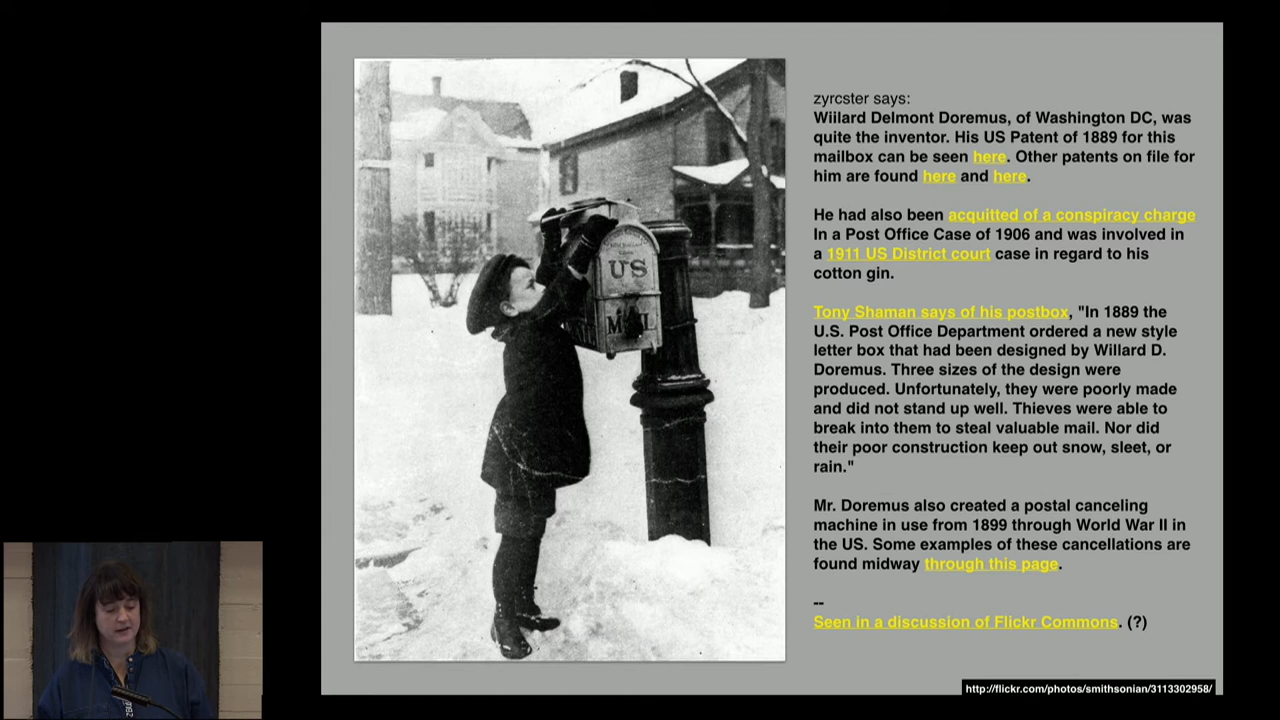 zyrcster says:
Wiilard Delmont Doremus, of Washington DC, was
quite the inventor. His US Patent of 1889 for this
mailbox can be seen here. Other patents on file for
him are found here and here.
He had also been acquitted of a conspiracy charge
In a Post Office Case of 1906 and was involved in
a 1911 US District court case in regard to his
cotton gin.
Tony Shaman says of his postbox, "In 1889 the
U.S. Post Office Department ordered a new style
letter box that had been designed by Willard D.
Doremus. Three sizes of the design were
produced. Unfortunately, they were poorly made
and did not stand up well. Thieves were able to
break into them to steal valuable mail. Nor did
their poor construction keep out snow, sleet, or
rain."
Mr. Doremus also created a postal canceling
machine in use from 1899 through World War II in
the US. Some examples of these cancellations are
found midway through this page.
--
Seen in a discussion of Flickr Commons. (?)
http://flickr.com/photos/smithsonian/3113302958/
US
MAIL